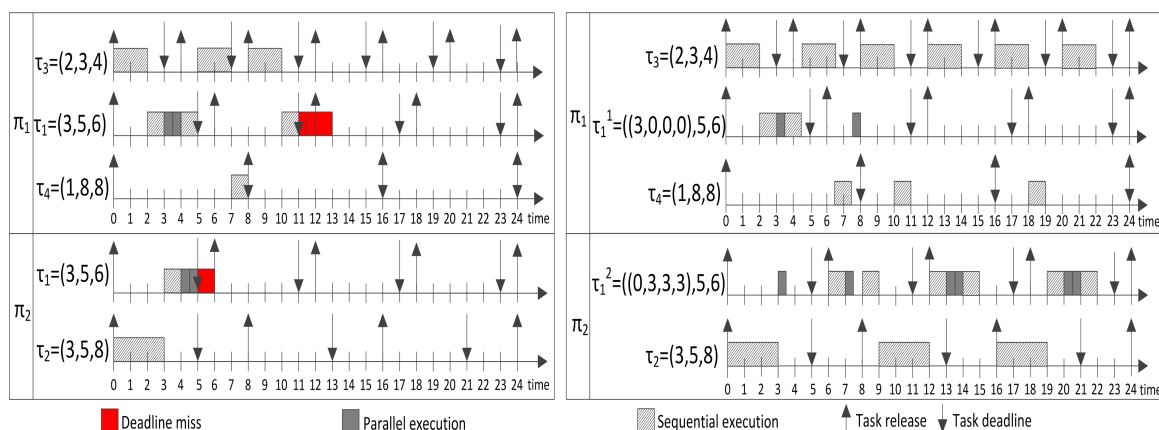 τ3=(2,3,4)
π1
τ1=(3,5,6)
τ4=(1,8,8)
0 1 2 3 4 5 6 7 8 9 10 11 12 13 14 15 16 17 18 19 20 21 22 23 24 time
τ1=(3,5,6)
π2
τ2=(3,5,8)
0 1 2 3 4 5 6 7 8 9 10 11 12 13 14 15 16 17 18 19 20 21 22 23 24 time
τ3=(2,3,4)
π1
τ1^1=((3,0,0,0),5,6)
τ4=(1,8,8)
0 1 2 3 4 5 6 7 8 9 10 11 12 13 14 15 16 17 18 19 20 21 22 23 24 time
τ1^2=((0,3,3,3),5,6)
π2
τ2=(3,5,8)
0 1 2 3 4 5 6 7 8 9 10 11 12 13 14 15 16 17 18 19 20 21 22 23 24 time
Deadline miss
Parallel execution
Sequential execution
Task release
Task deadline